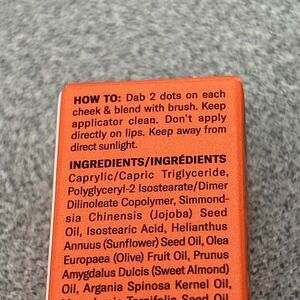 HOW TO: Dab 2 dots on each
cheek & blend with brush. Keep
applicator clean. Don't apply
directly on lips. Keep away from
direct sunlight.
INGREDIENTS/INGRÉDIENTS
Caprylic/Capric Triglyceride,
Polyglyceryl-2 Isostearate/Dimer
Dilinoleate Copolymer, Simmond-
sia Chinensis (Jojoba) Seed
Oil, Isostearic Acid, Helianthus
Annuus (Sunflower) Seed Oil, Olea
Europaea (Olive) Fruit Oil, Prunus
Amygdalus Dulcis (Sweet Almond)
Oil, Argania Spinosa Kernel Oil,